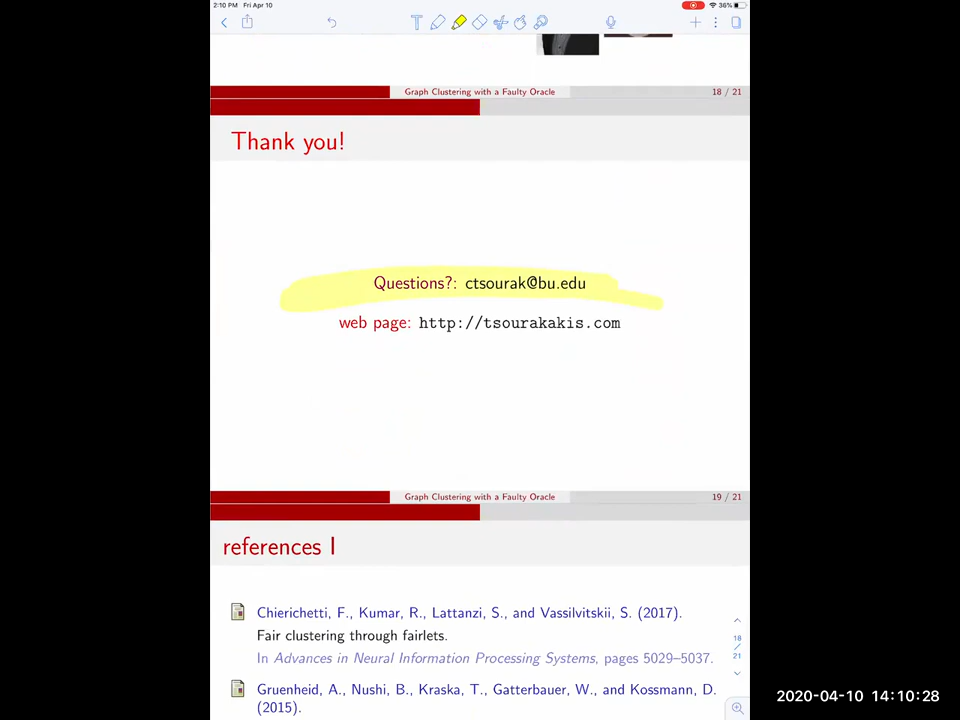 2:10 PM Fri Apr 10
36%
Graph Clustering with a Faulty Oracle 18 / 21
Thank you!
Questions?: ctsourak@bu.edu
web page: http://tsourakakis.com
Graph Clustering with a Faulty Oracle 19 / 21
references I
Chierichetti, F., Kumar, R., Lattanzi, S., and Vassilvitskii, S. (2017).
Fair clustering through fairlets.
In Advances in Neural Information Processing Systems, pages 5029–5037.
Gruenheid, A., Nushi, B., Kraska, T., Gatterbauer, W., and Kossmann, D.
(2015).
18
/
21
2020-04-10 14:10:28